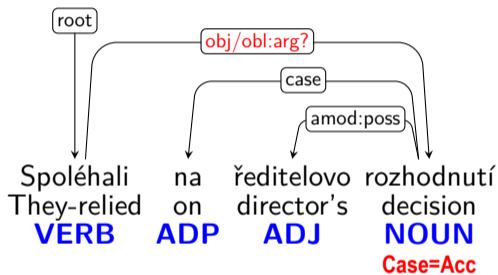 root
obj/obl:arg?
case
amod:poss
Spoléhali na ředitelovo rozhodnutí
They-relied on director's decision
VERB ADP ADJ NOUN
Case=Acc